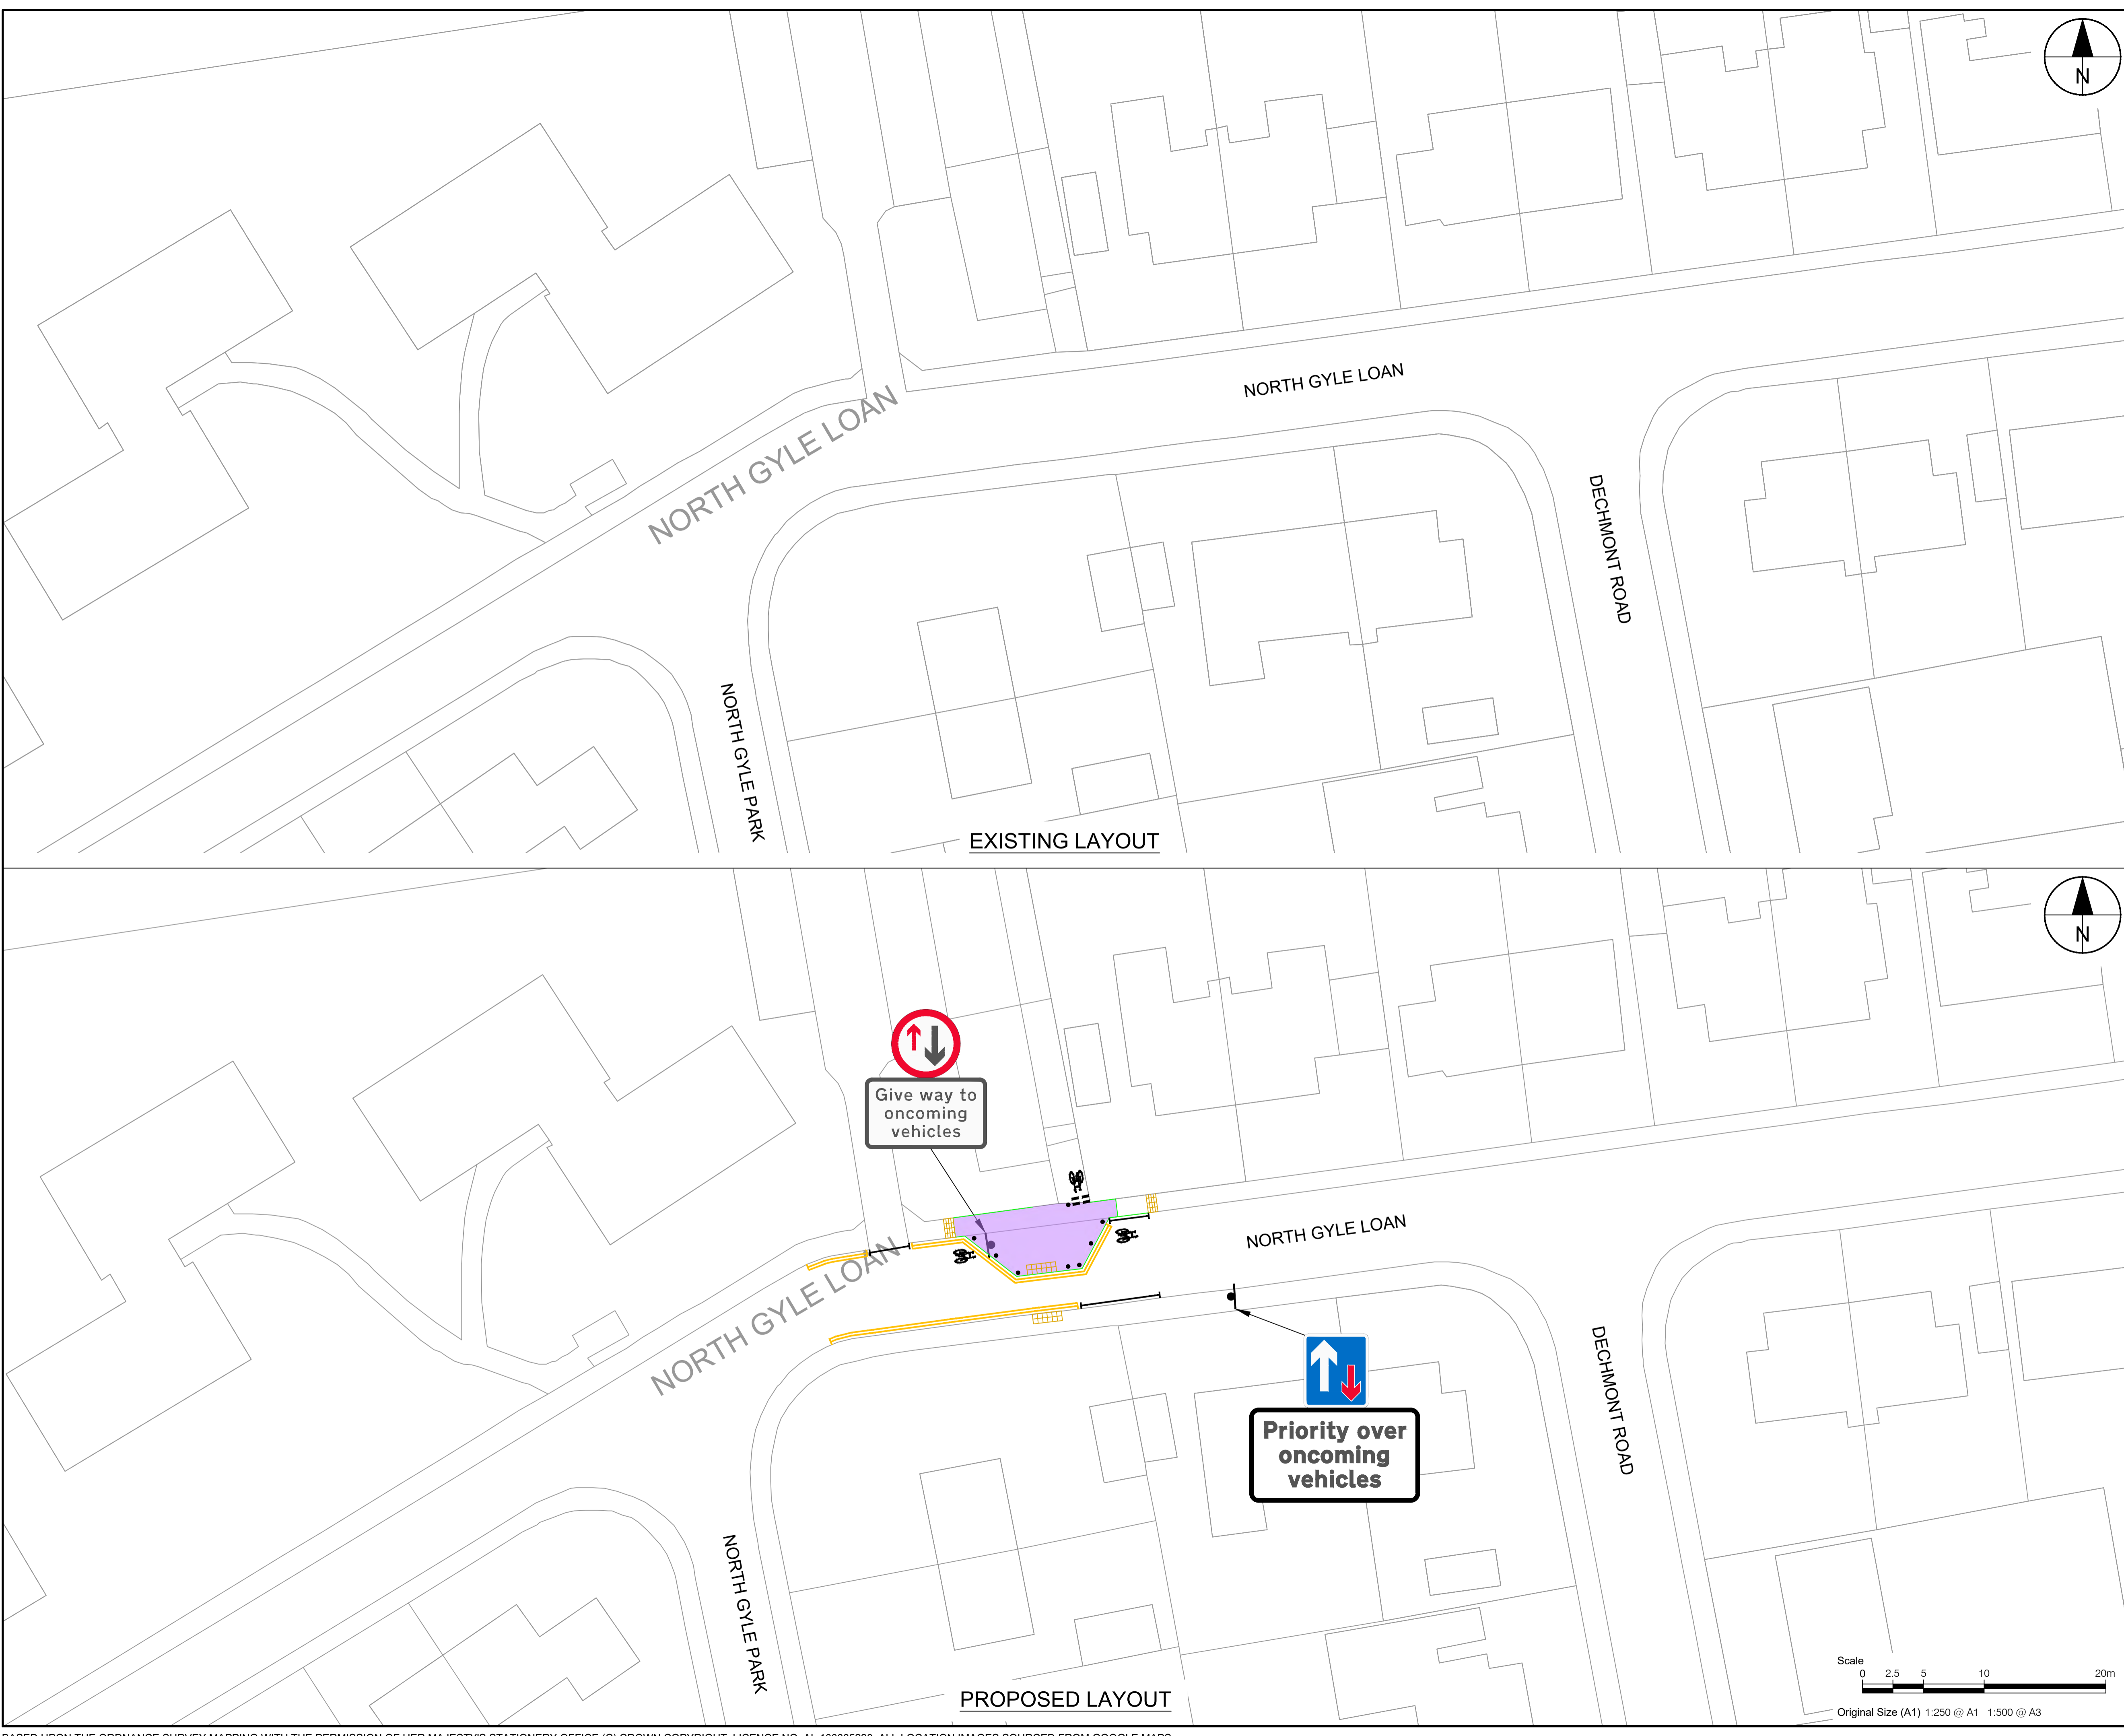 N
NORTH GYLE LOAN
NORTH GYLE LOAN
DECHMONT ROAD
NORTH GYLE PARK
EXISTING LAYOUT
N
Give way to
oncoming
vehicles
NORTH GYLE LOAN
NORTH GYLE LOAN
Priority over
oncoming
vehicles
DECHMONT ROAD
NORTH GYLE PARK
PROPOSED LAYOUT
Scale
0 2.5 5 10 20m
Original Size (A1) 1:250 @ A1 1:500 @ A3